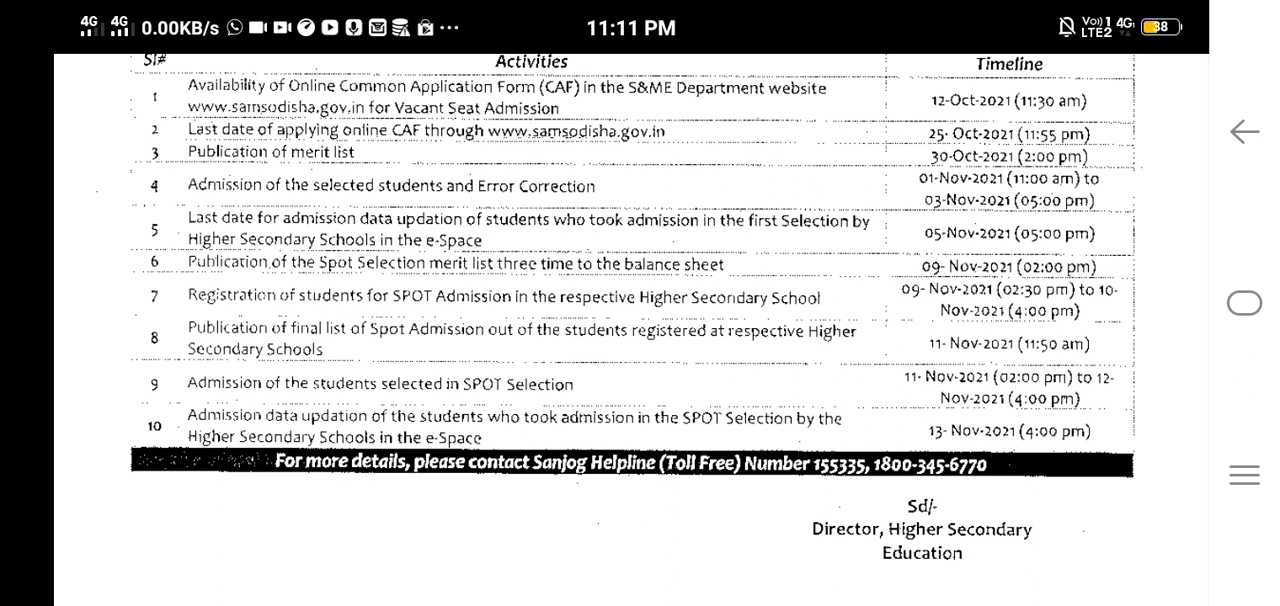 4G 4G 0.00KB/s ... 11:11 PM Vo)) 1 4G LTE2 38
Sl# Activities Timeline
1 Availability of Online Common Application Form (CAF) in the S&ME Department website
www.samsodisha.gov.in for Vacant Seat Admission
12-Oct-2021 (11:30 am)
2 Last date of applying online CAF through www.samsodisha.gov.in 25- Oct-2021 (11:55 pm)
3 Publication of merit list 30-Oct-2021 (2:00 pm)
4 Admission of the selected students and Error Correction
01-Nov-2021 (11:00 am) to
03-Nov-2021 (05:00 pm)
5 Last date for admission data updation of students who took admission in the first Selection by
Higher Secondary Schools in the e-Space
05-Nov-2021 (05:00 pm)
6 Publication of the Spot Selection merit list three time to the balance sheet 09- Nov-2021 (02:00 pm)
7 Registration of students for SPOT Admission in the respective Higher Secondary School
09- Nov-2021 (02:30 pm) to 10-
Nov-2021 (4:00 pm)
8 Publication of final list of Spot Admission out of the students registered at respective Higher
Secondary Schools
11- Nov-2021 (11:50 am)
9 Admission of the students selected in SPOT Selection
11- Nov-2021 (02:00 pm) to 12-
Nov-2021 (4:00 pm)
10 Admission data updation of the students who took admission in the SPOT Selection by the
Higher Secondary Schools in the e-Space
13- Nov-2021 (4:00 pm)
For more details, please contact Sanjog Helpline (Toll Free) Number 155335, 1800-345-6770
Sd/-
Director, Higher Secondary
Education